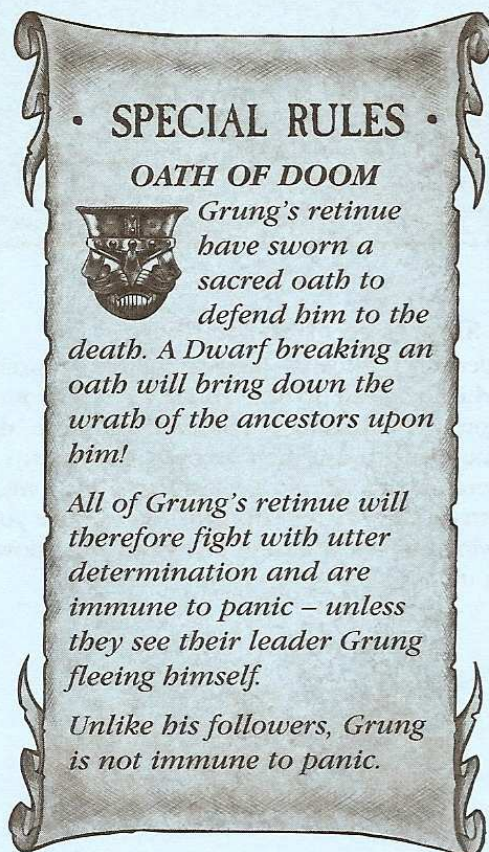 · SPECIAL RULES ·
OATH OF DOOM
Grung's retinue
have sworn a
sacred oath to
defend him to the
death. A Dwarf breaking an
oath will bring down the
wrath of the ancestors upon
him!
All of Grung's retinue will
therefore fight with utter
determination and are
immune to panic – unless
they see their leader Grung
fleeing himself.
Unlike his followers, Grung
is not immune to panic.